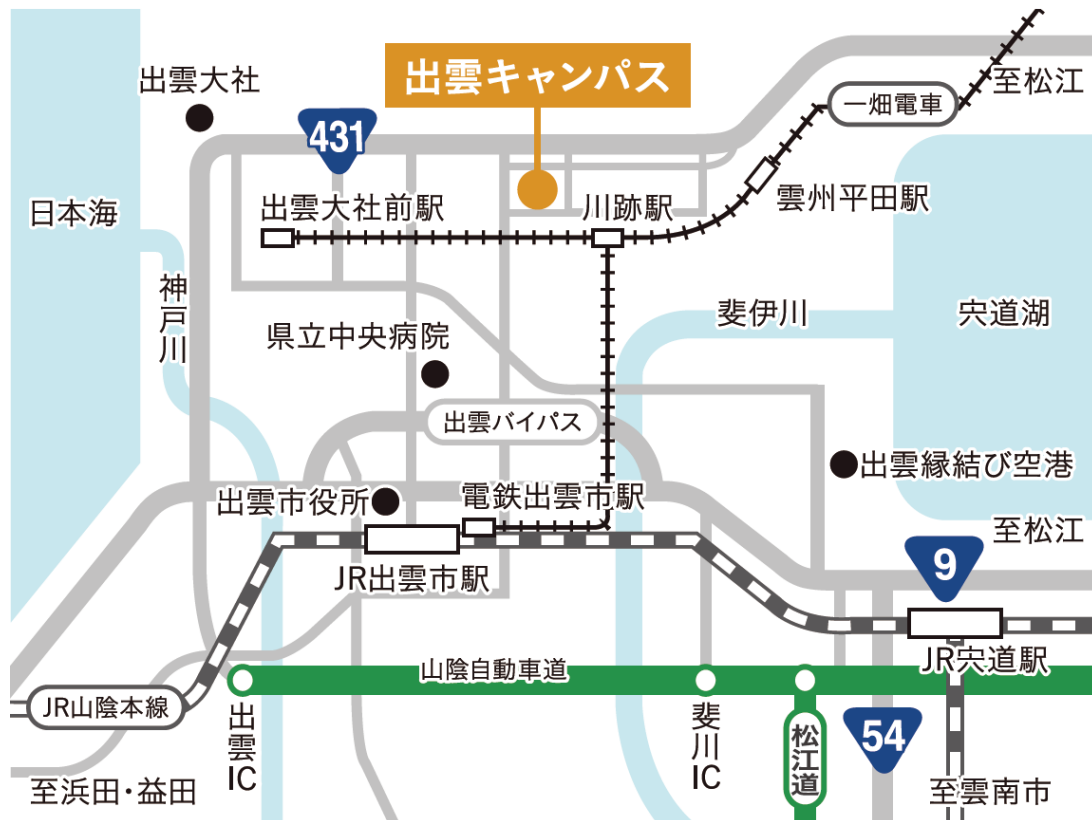 出雲キャンパス
出雲大社
431
至松江
一畑電車
日本海
出雲大社前駅
川跡駅
雲州平田駅
神戸川
斐伊川
宍道湖
県立中央病院
出雲バイパス
出雲縁結び空港
出雲市役所
電鉄出雲市駅
至松江
9
JR出雲市駅
JR宍道駅
山陰自動車道
JR山陰本線
出雲IC
斐川IC
松江道
54
至浜田・益田
至雲南市